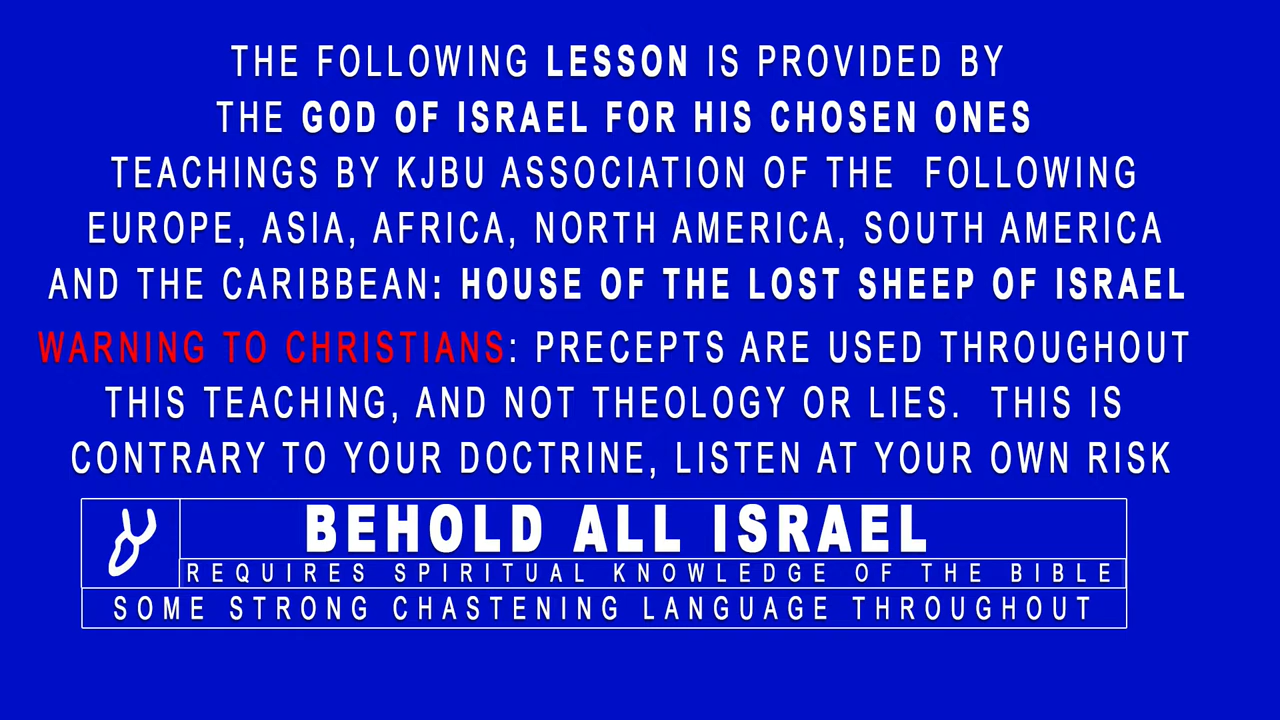 THE FOLLOWING LESSON IS PROVIDED BY
THE GOD OF ISRAEL FOR HIS CHOSEN ONES
TEACHINGS BY KJBU ASSOCIATION OF THE FOLLOWING
EUROPE, ASIA, AFRICA, NORTH AMERICA, SOUTH AMERICA
AND THE CARIBBEAN: HOUSE OF THE LOST SHEEP OF ISRAEL
WARNING TO CHRISTIANS: PRECEPTS ARE USED THROUGHOUT
THIS TEACHING, AND NOT THEOLOGY OR LIES. THIS IS
CONTRARY TO YOUR DOCTRINE, LISTEN AT YOUR OWN RISK
BEHOLD ALL ISRAEL
REQUIRES SPIRITUAL KNOWLEDGE OF THE BIBLE
SOME STRONG CHASTENING LANGUAGE THROUGHOUT